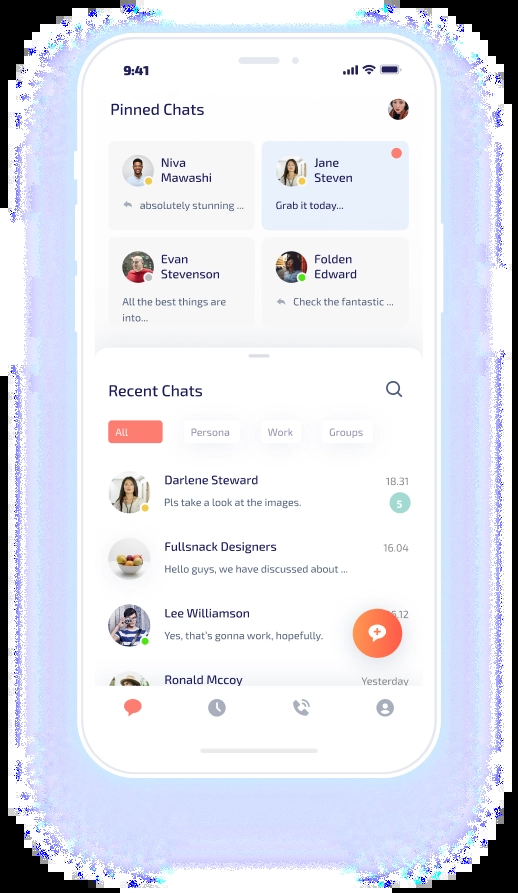 9:41
Pinned Chats
Niva
Mawashi
absolutely stunning ...
Jane
Steven
Grab it today...
Evan
Stevenson
All the best things are
into...
Folden
Edward
Check the fantastic ...
Recent Chats
All
Persona
Work
Groups
Darlene Steward
18.31
Pls take a look at the images.
5
Fullsnack Designers
16.04
Hello guys, we have discussed about ...
Lee Williamson
Yes, that's gonna work, hopefully.
Ronald Mccoy
Yesterday